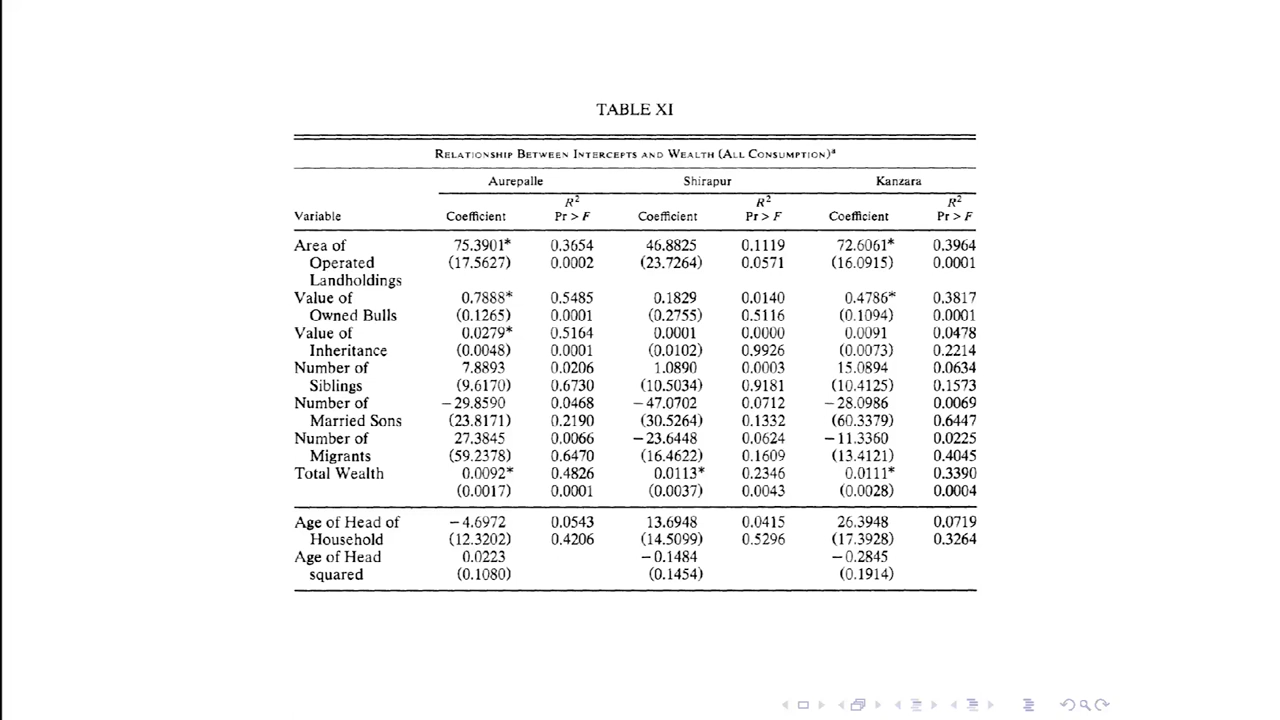 TABLE XI
RELATIONSHIP BETWEEN INTERCEPTS AND WEALTH (ALL CONSUMPTION)ª
Aurepalle Shirapur Kanzara
R² R² R²
Variable Coefficient Pr > F Coefficient Pr > F Coefficient Pr > F
Area of 75.3901* 0.3654 46.8825 0.1119 72.6061* 0.3964
Operated (17.5627) 0.0002 (23.7264) 0.0571 (16.0915) 0.0001
Landholdings
Value of 0.7888* 0.5485 0.1829 0.0140 0.4786* 0.3817
Owned Bulls (0.1265) 0.0001 (0.2755) 0.5116 (0.1094) 0.0001
Value of 0.0279* 0.5164 0.0001 0.0000 0.0091 0.0478
Inheritance (0.0048) 0.0001 (0.0102) 0.9926 (0.0073) 0.2214
Number of 7.8893 0.0206 1.0890 0.0003 15.0894 0.0634
Siblings (9.6170) 0.6730 (10.5034) 0.9181 (10.4125) 0.1573
Number of −29.8590 0.0468 −47.0702 0.0712 −28.0986 0.0069
Married Sons (23.8171) 0.2190 (30.5264) 0.1332 (60.3379) 0.6447
Number of 27.3845 0.0066 −23.6448 0.0624 −11.3360 0.0225
Migrants (59.2378) 0.6470 (16.4622) 0.1609 (13.4121) 0.4045
Total Wealth 0.0092* 0.4826 0.0113* 0.2346 0.0111* 0.3390
(0.0017) 0.0001 (0.0037) 0.0043 (0.0028) 0.0004
Age of Head of −4.6972 0.0543 13.6948 0.0415 26.3948 0.0719
Household (12.3202) 0.4206 (14.5099) 0.5296 (17.3928) 0.3264
Age of Head 0.0223 −0.1484 −0.2845
squared (0.1080) (0.1454) (0.1914)